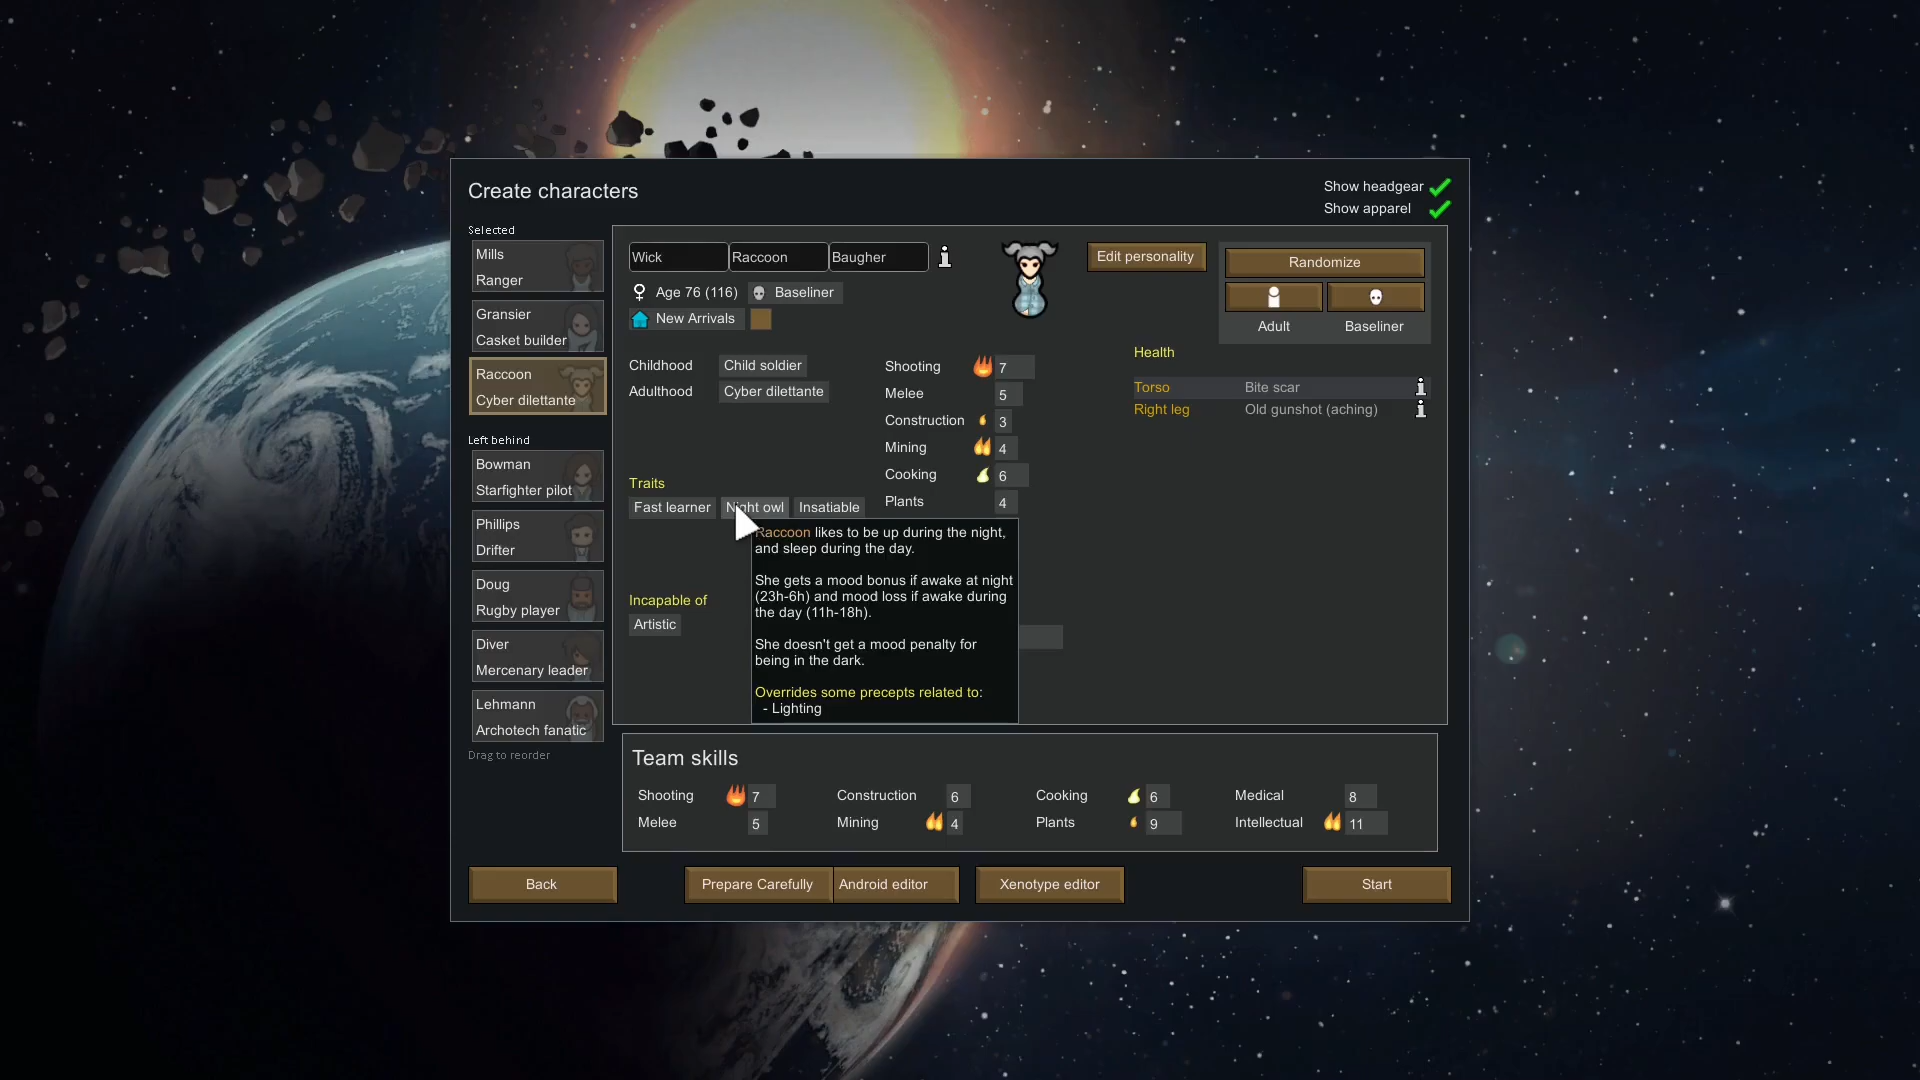 Create characters
Show headgear
Show apparel
Selected
Mills
Ranger
Gransier
Casket builder
Raccoon
Cyber dilettante
Left behind
Bowman
Starfighter pilot
Phillips
Drifter
Doug
Rugby player
Diver
Mercenary leader
Lehmann
Archotech fanatic
Drag to reorder
Wick Raccoon Baugher
Age 76 (116) Baseliner
New Arrivals
Edit personality
Randomize
Adult Baseliner
Childhood Child soldier
Adulthood Cyber dilettante
Traits
Fast learner Night owl Insatiable
Incapable of
Artistic
Shooting 7
Melee 5
Construction 3
Mining 4
Cooking 6
Plants 4
Health
Torso Bite scar
Right leg Old gunshot (aching)
Raccoon likes to be up during the night,
and sleep during the day.
She gets a mood bonus if awake at night
(23h-6h) and mood loss if awake during
the day (11h-18h).
She doesn't get a mood penalty for
being in the dark.
Overrides some precepts related to:
- Lighting
Team skills
Shooting 7 Construction 6 Cooking 6 Medical 8
Melee 5 Mining 4 Plants 9 Intellectual 11
Back Prepare Carefully Android editor Xenotype editor Start